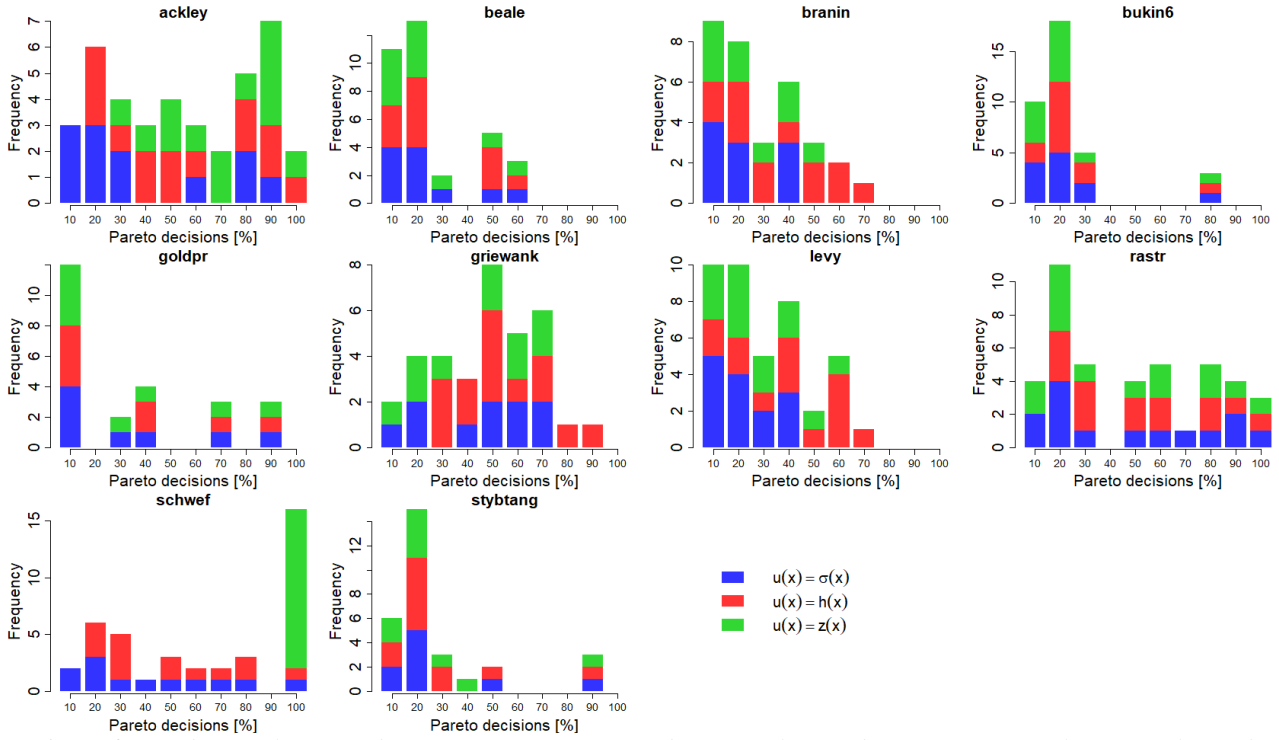 ackley
Frequency
0 1 2 3 4 5 6 7
10 20 30 40 50 60 70 80 90 100
Pareto decisions [%]
beale
Frequency
0 2 4 6 8 10
10 20 30 40 50 60 70 80 90 100
Pareto decisions [%]
branin
Frequency
0 2 4 6 8
10 20 30 40 50 60 70 80 90 100
Pareto decisions [%]
bukin6
Frequency
0 5 10 15
10 20 30 40 50 60 70 80 90 100
Pareto decisions [%]
goldpr
Frequency
0 2 4 6 8 10
10 20 30 40 50 60 70 80 90 100
Pareto decisions [%]
griewank
Frequency
0 2 4 6 8
10 20 30 40 50 60 70 80 90 100
Pareto decisions [%]
levy
Frequency
0 2 4 6 8 10
10 20 30 40 50 60 70 80 90 100
Pareto decisions [%]
rastr
Frequency
0 2 4 6 8 10
10 20 30 40 50 60 70 80 90 100
Pareto decisions [%]
schwef
Frequency
0 5 10 15
10 20 30 40 50 60 70 80 90 100
Pareto decisions [%]
stybtang
Frequency
0 2 4 6 8 12
10 20 30 40 50 60 70 80 90 100
Pareto decisions [%]
u(x) = σ(x)
u(x) = h(x)
u(x) = z(x)